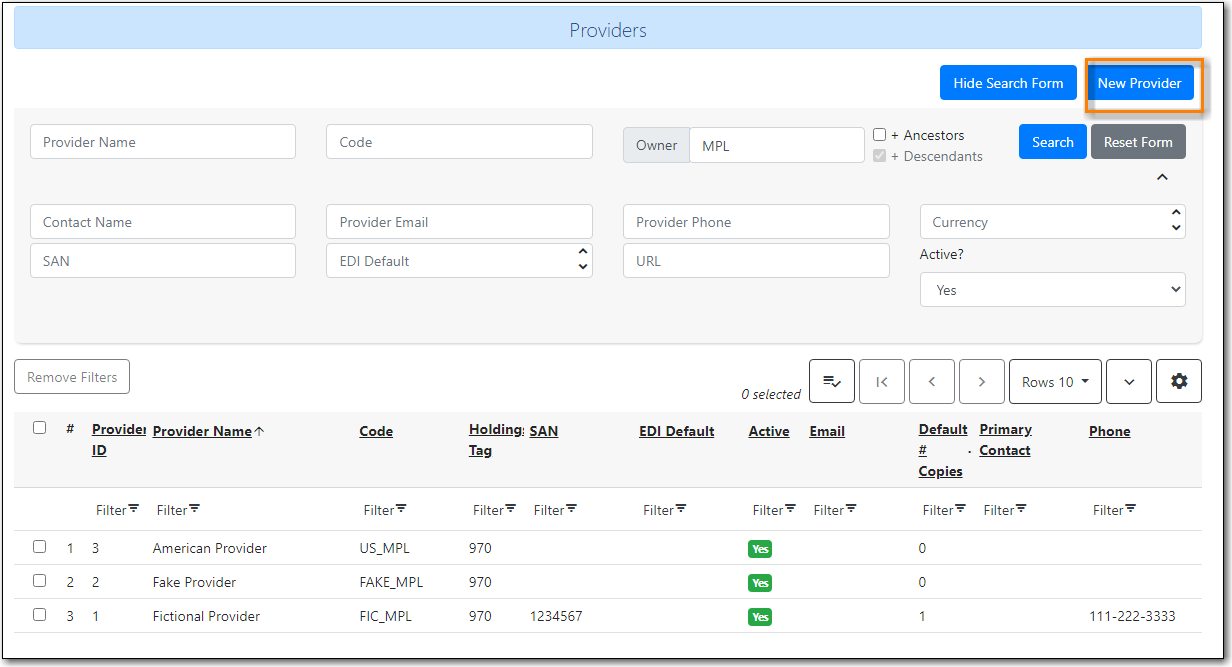 Providers
Hide Search Form New Provider
Provider Name Code Owner MPL + Ancestors Search Reset Form
+ Descendants
Contact Name Provider Email Provider Phone Currency
SAN EDI Default URL Active?
Yes
Remove Filters 0 selected Rows 10
# Provider ID Provider Name Code Holding: Tag SAN EDI Default Active Email Default # Copies Primary Contact Phone
Filter Filter Filter Filter Filter Filter Filter Filter Filter Filter Filter
1 3 American Provider US_MPL 970 Yes 0
2 2 Fake Provider FAKE_MPL 970 Yes 0
3 1 Fictional Provider FIC_MPL 970 1234567 Yes 1 111-222-3333